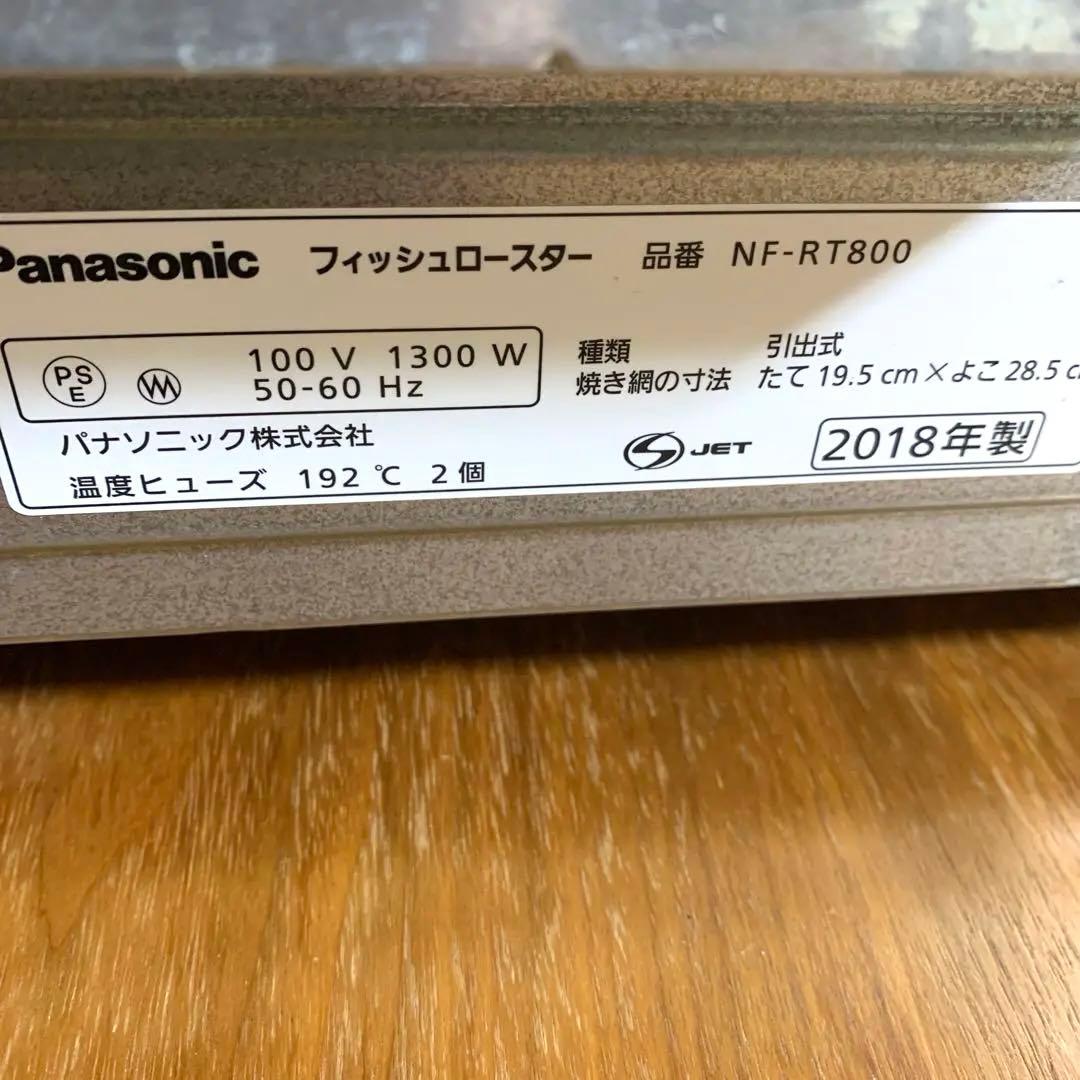 Panasonic フィッシュロースター 品番 NF-RT800
PSE 100 V 1300 W
50-60 Hz
種類 引出式
焼き網の寸法 たて 19.5 cm×よこ 28.5 c
パナソニック株式会社
温度ヒューズ 192 ℃ 2 個
S JET 2018年製